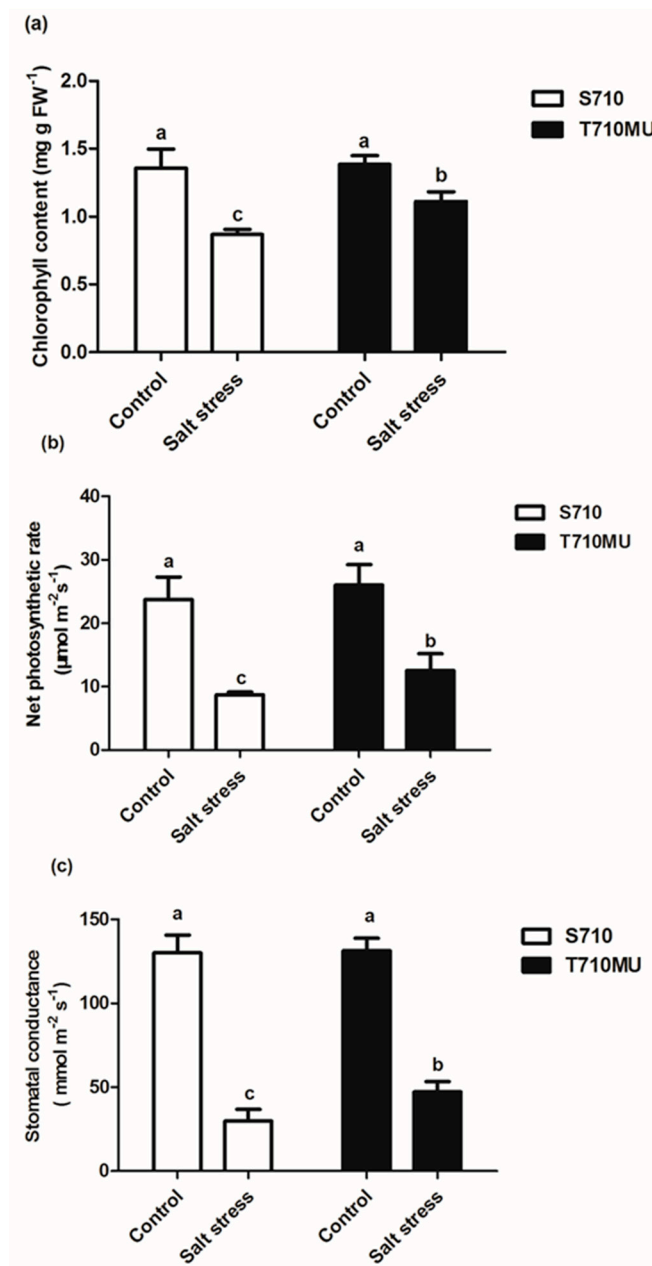 (a)
Chlorophyll content (mg g FW⁻¹)
2.0
1.5
1.0
0.5
0.0
a
c
a
b
S710
T710MU
Control
Salt stress
Control
Salt stress
(b)
Net photosynthetic rate
(µmol m⁻²s⁻¹)
40
30
20
10
0
a
c
a
b
S710
T710MU
Control
Salt stress
Control
Salt stress
(c)
Stomatal conductance
( mmol m⁻² s⁻¹)
150
100
50
0
a
c
a
b
S710
T710MU
Control
Salt stress
Control
Salt stress